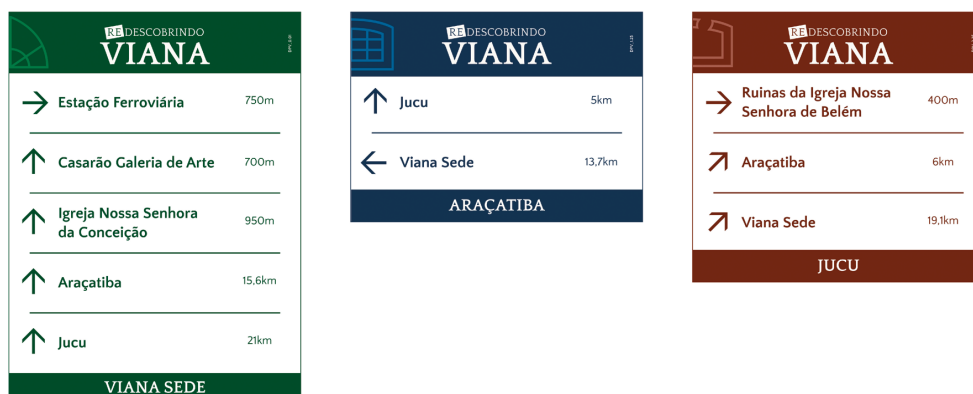 REDESCOBRINDO
VIANA
Estação Ferroviária 750m
Casarão Galeria de Arte 700m
Igreja Nossa Senhora
da Conceição 950m
Araçatiba 15,6km
Jucu 21km
VIANA SEDE
REDESCOBRINDO
VIANA
Jucu 5km
Viana Sede 13,7km
ARAÇATIBA
REDESCOBRINDO
VIANA
Ruinas da Igreja Nossa
Senhora de Belém 400m
Araçatiba 6km
Viana Sede 19,1km
JUCU